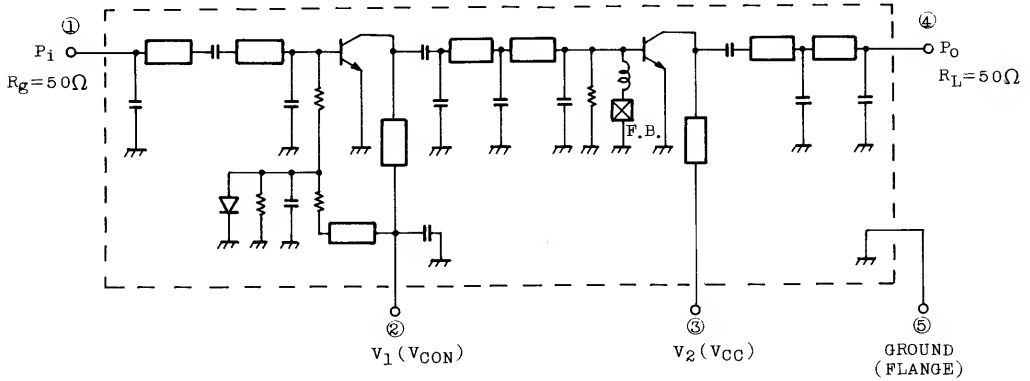 ①
④
Pi
Po
Rg=50Ω
RL=50Ω
F.B.
②
③
⑤
V1(VCON)
V2(VCC)
GROUND
(FLANGE)